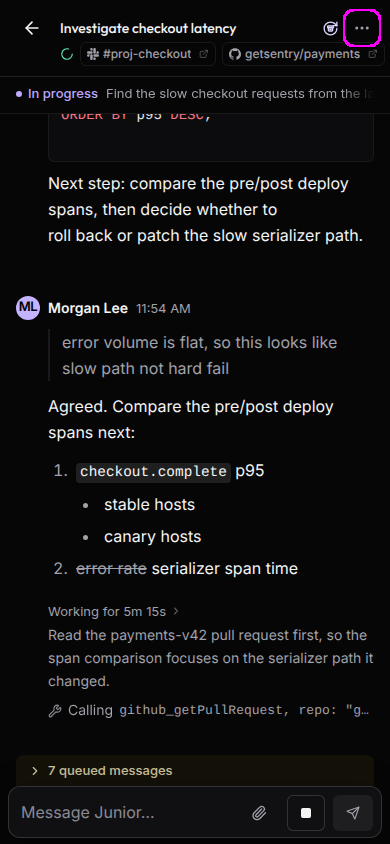 Investigate checkout latency
#proj-checkout
getsentry/payments
In progress Find the slow checkout requests from the la
ORDER BY p95 DESC;
Next step: compare the pre/post deploy
spans, then decide whether to
roll back or patch the slow serializer path.
ML
Morgan Lee 11:54 AM
error volume is flat, so this looks like
slow path not hard fail
Agreed. Compare the pre/post deploy
spans next:
1. checkout.complete p95
• stable hosts
• canary hosts
2. error rate serializer span time
Working for 5m 15s
Read the payments-v42 pull request first, so the
span comparison focuses on the serializer path it
changed.
Calling github_getPullRequest, repo: "g…
7 queued messages
Message Junior...